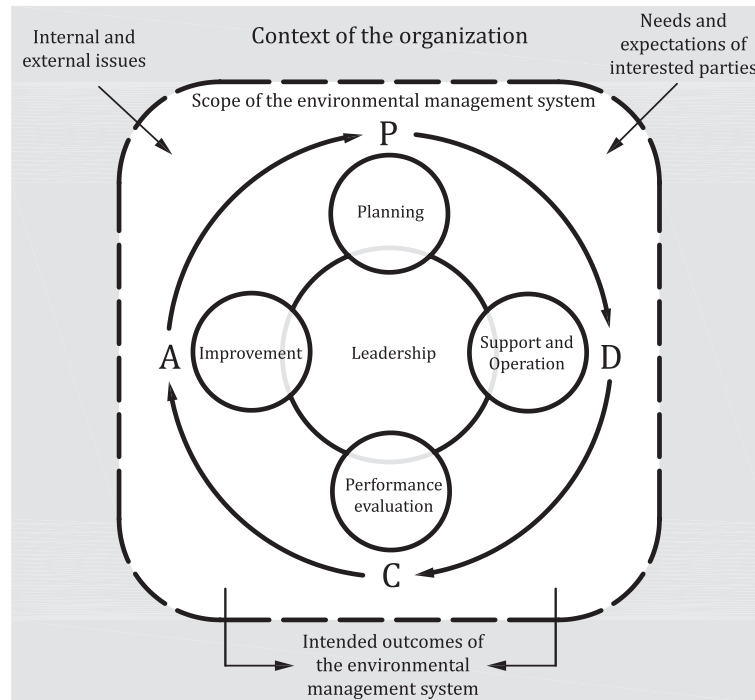 Internal and
external issues
Context of the organization
Needs and
expectations of
interested parties
Scope of the environmental management system
P
Planning
A
Improvement
Leadership
Support and
Operation
D
Performance
evaluation
C
Intended outcomes of
the environmental
management system